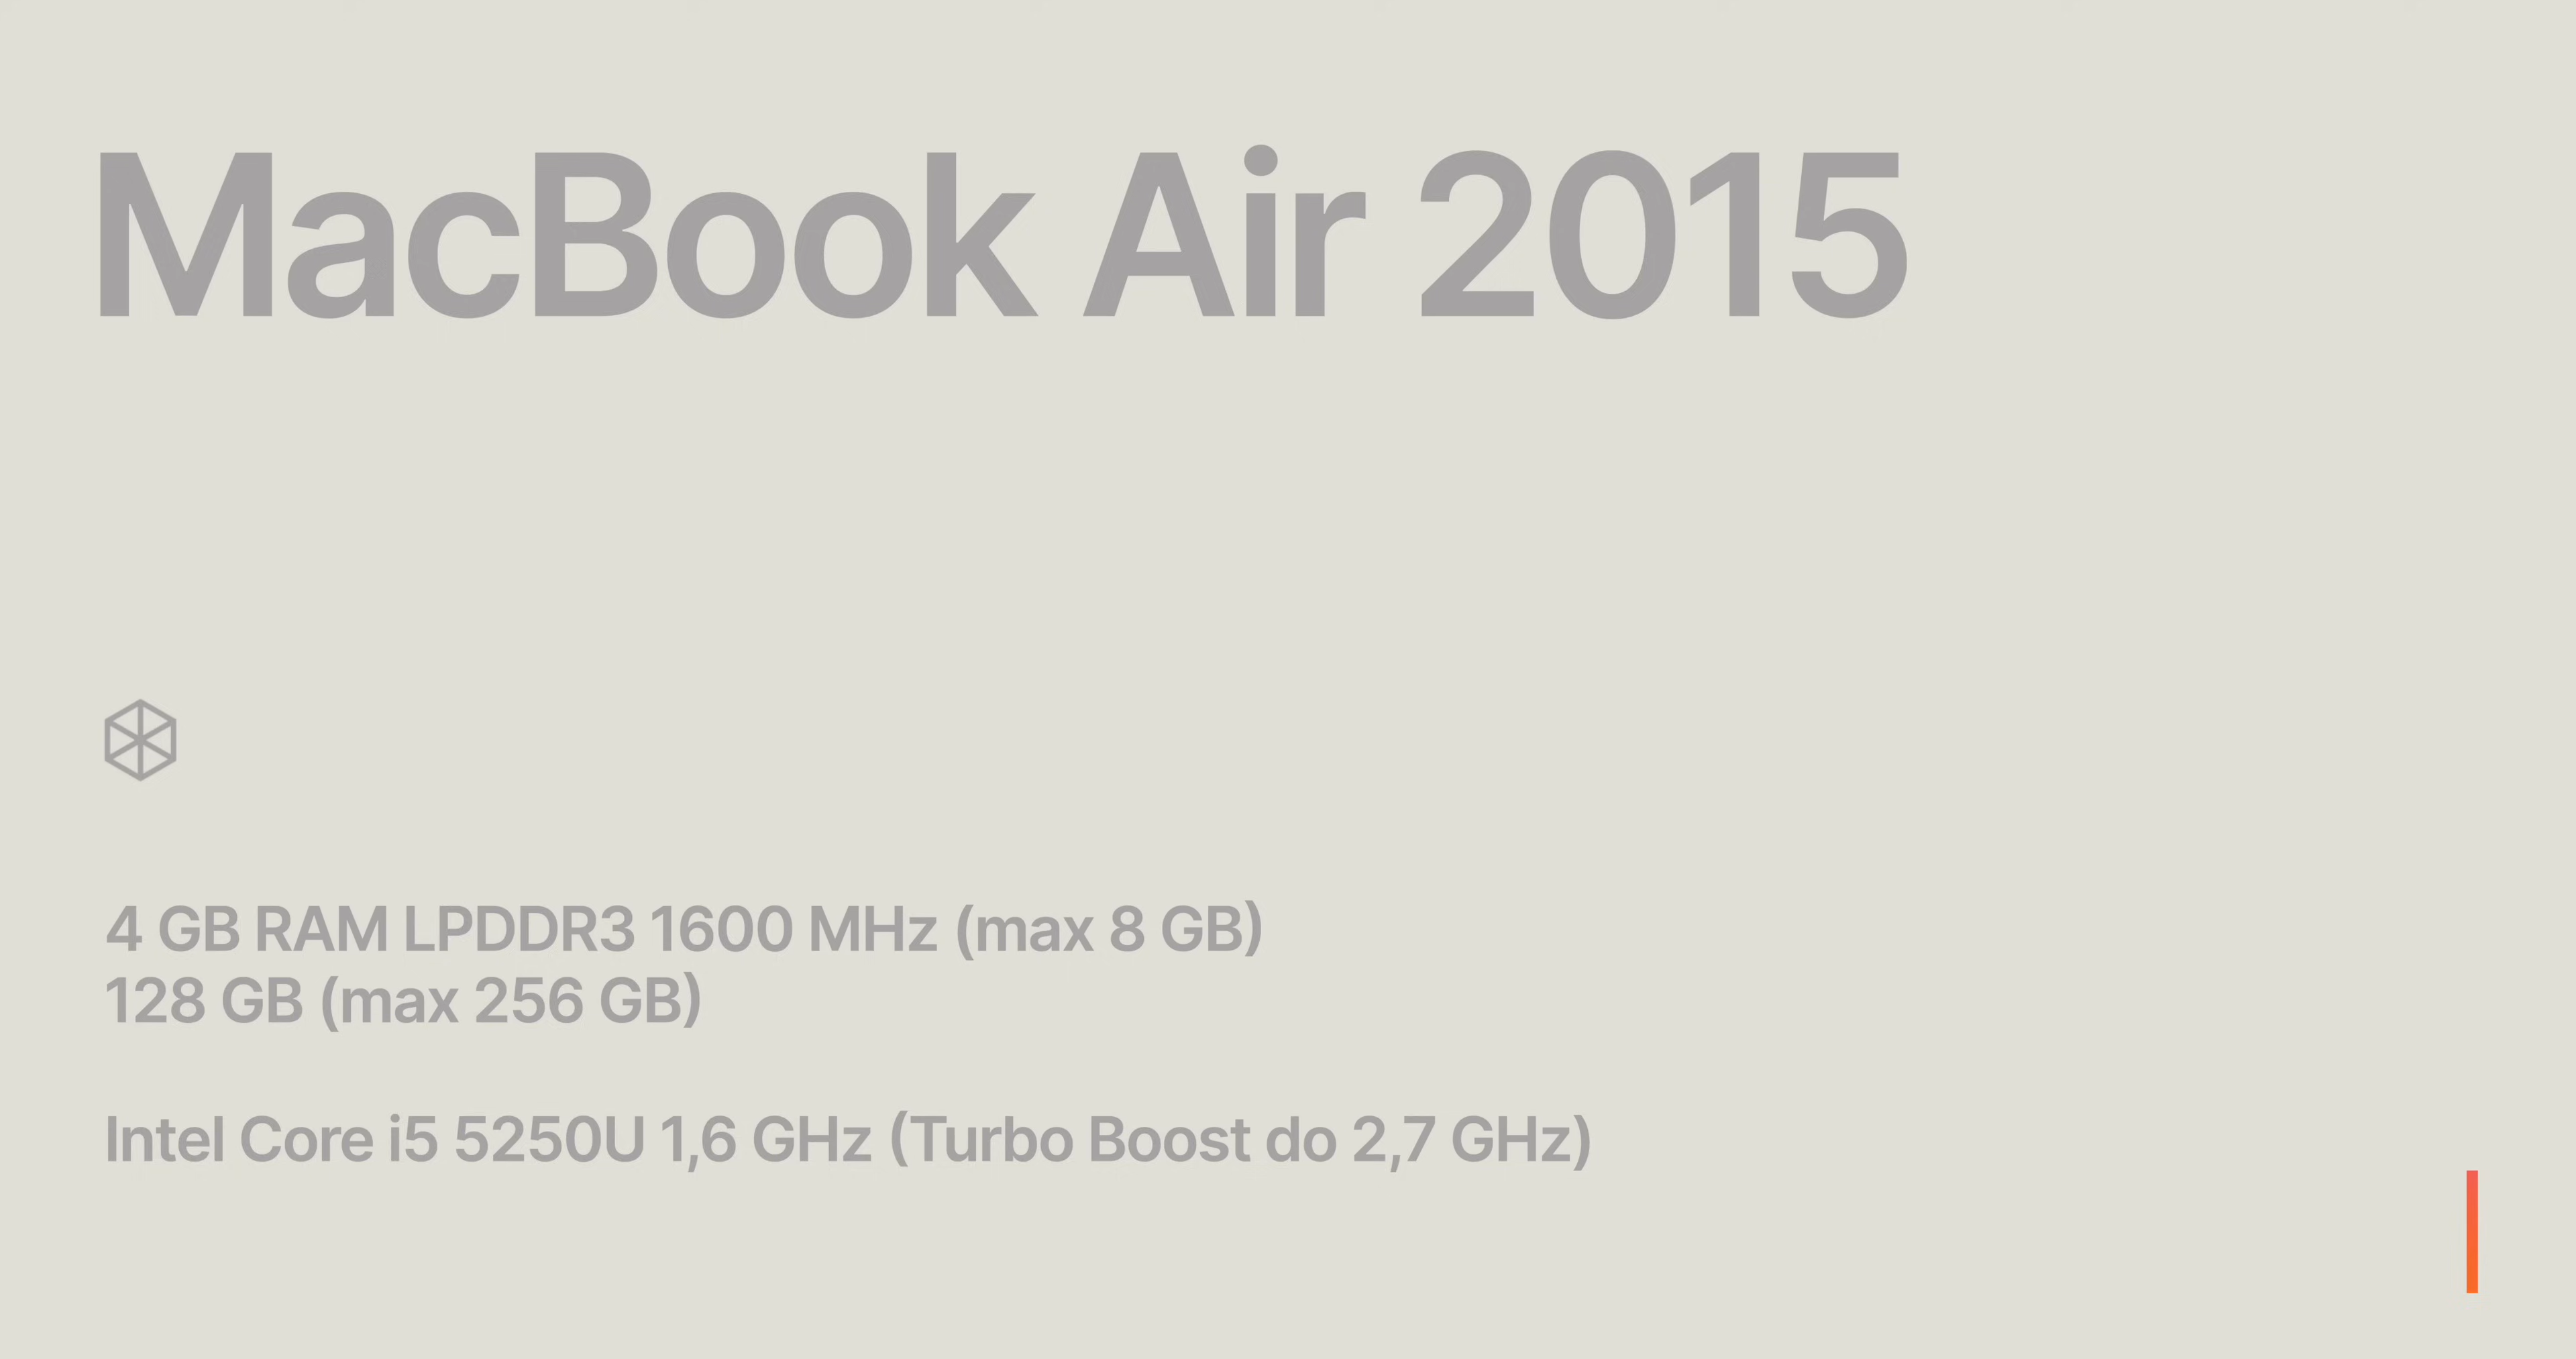 MacBook Air 2015
4 GB RAM LPDDR3 1600 MHz (max 8 GB)
128 GB (max 256 GB)
Intel Core i5 5250U 1,6 GHz (Turbo Boost do 2,7 GHz)